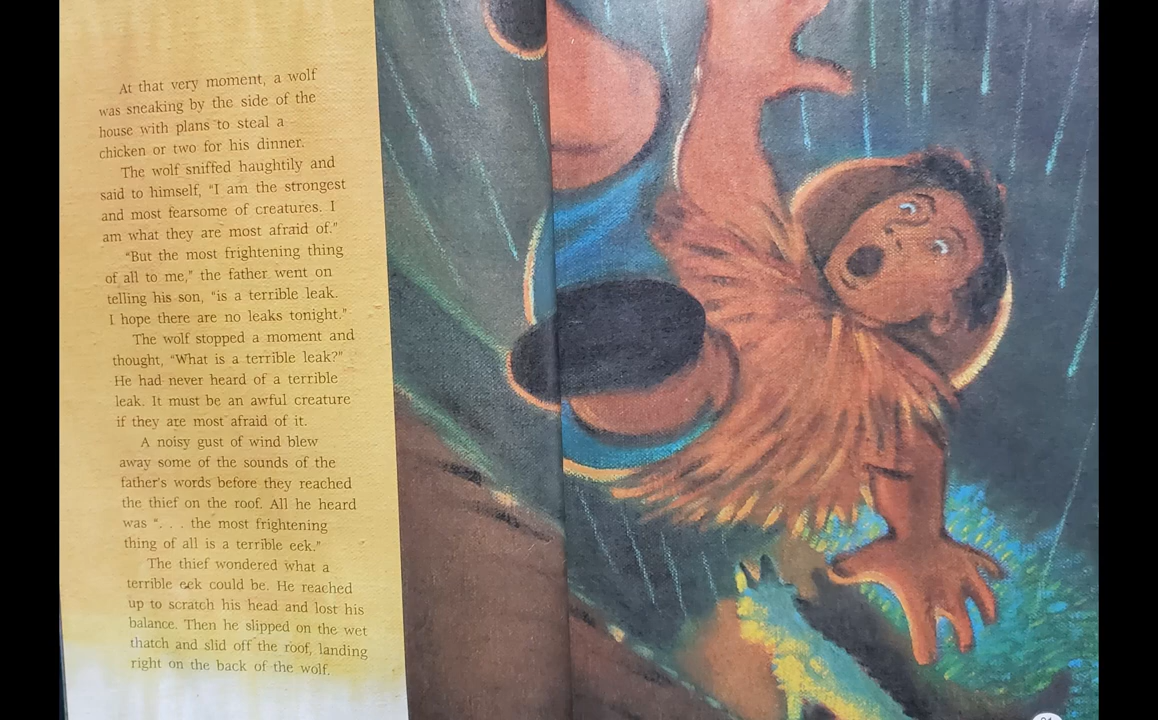 At that very moment, a wolf
was sneaking by the side of the
house with plans to steal a
chicken or two for his dinner.
The wolf sniffed haughtily and
said to himself, "I am the strongest
and most fearsome of creatures. I
am what they are most afraid of."
"But the most frightening thing
of all to me," the father went on
telling his son, "is a terrible leak.
I hope there are no leaks tonight."
The wolf stopped a moment and
thought, "What is a terrible leak?"
He had never heard of a terrible
leak. It must be an awful creature
if they are most afraid of it.
A noisy gust of wind blew
away some of the sounds of the
father's words before they reached
the thief on the roof. All he heard
was ". . . the most frightening
thing of all is a terrible eek."
The thief wondered what a
terrible eek could be. He reached
up to scratch his head and lost his
balance. Then he slipped on the wet
thatch and slid off the roof, landing
right on the back of the wolf.